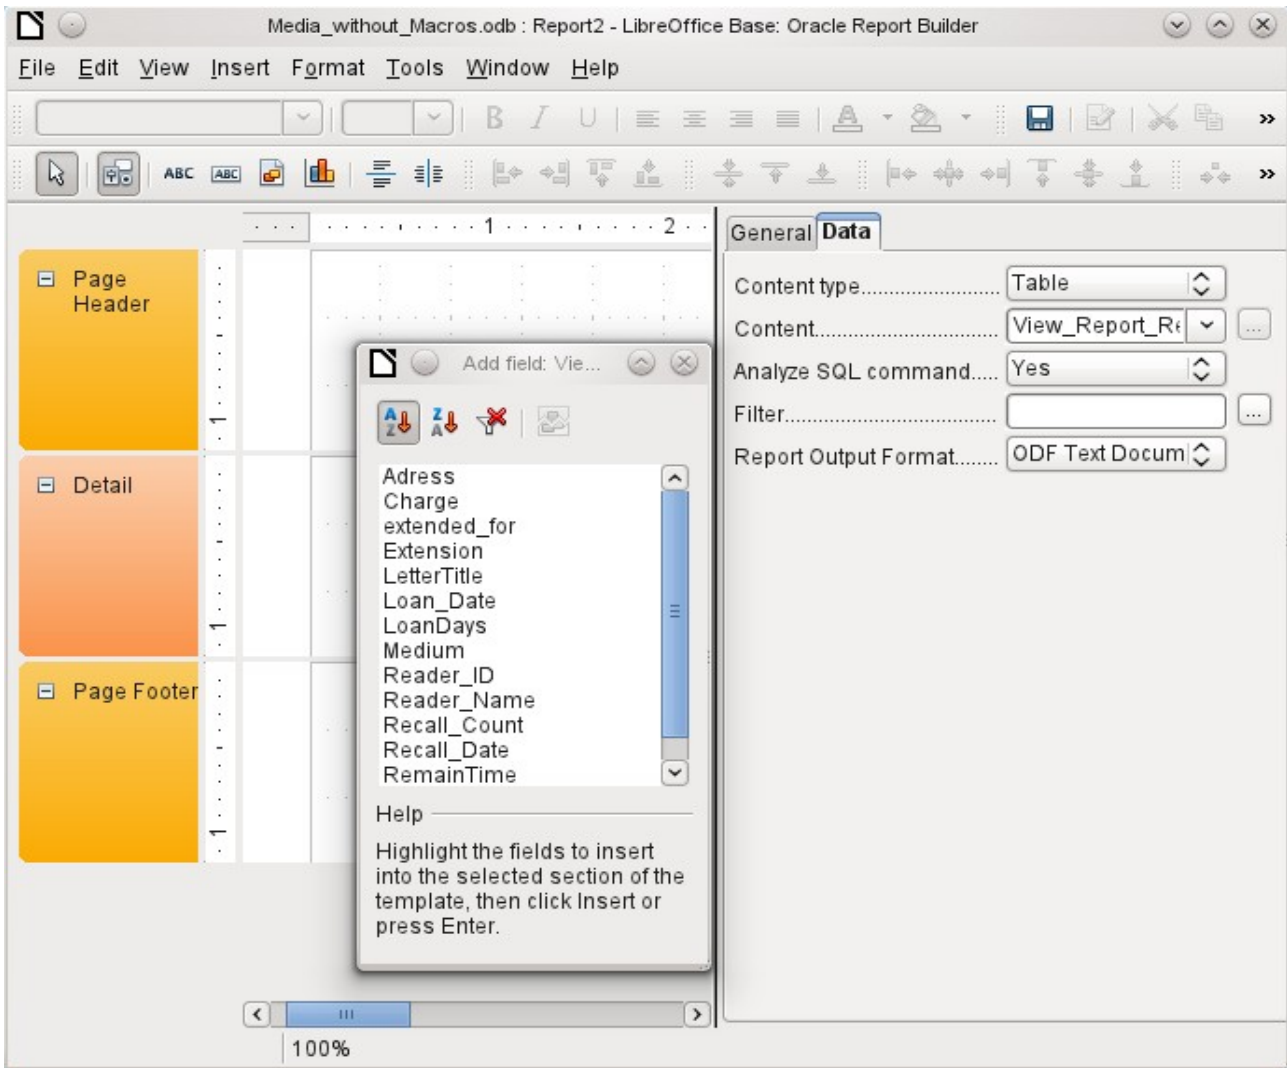 Media_without_Macros.odb : Report2 - LibreOffice Base: Oracle Report Builder
File Edit View Insert Format Tools Window Help
B I U A
ABC ABC
1 2
General Data
Page Header
Content type....................... Table
Content.............................. View_Report_Re
Analyze SQL command..... Yes
Filter................................... 
Report Output Format........ ODF Text Docum
1
Detail
1
Page Footer
1
Add field: Vie...
A Z Z A
Adress
Charge
extended_for
Extension
LetterTitle
Loan_Date
LoanDays
Medium
Reader_ID
Reader_Name
Recall_Count
Recall_Date
RemainTime
Help
Highlight the fields to insert
into the selected section of the
template, then click Insert or
press Enter.
100%